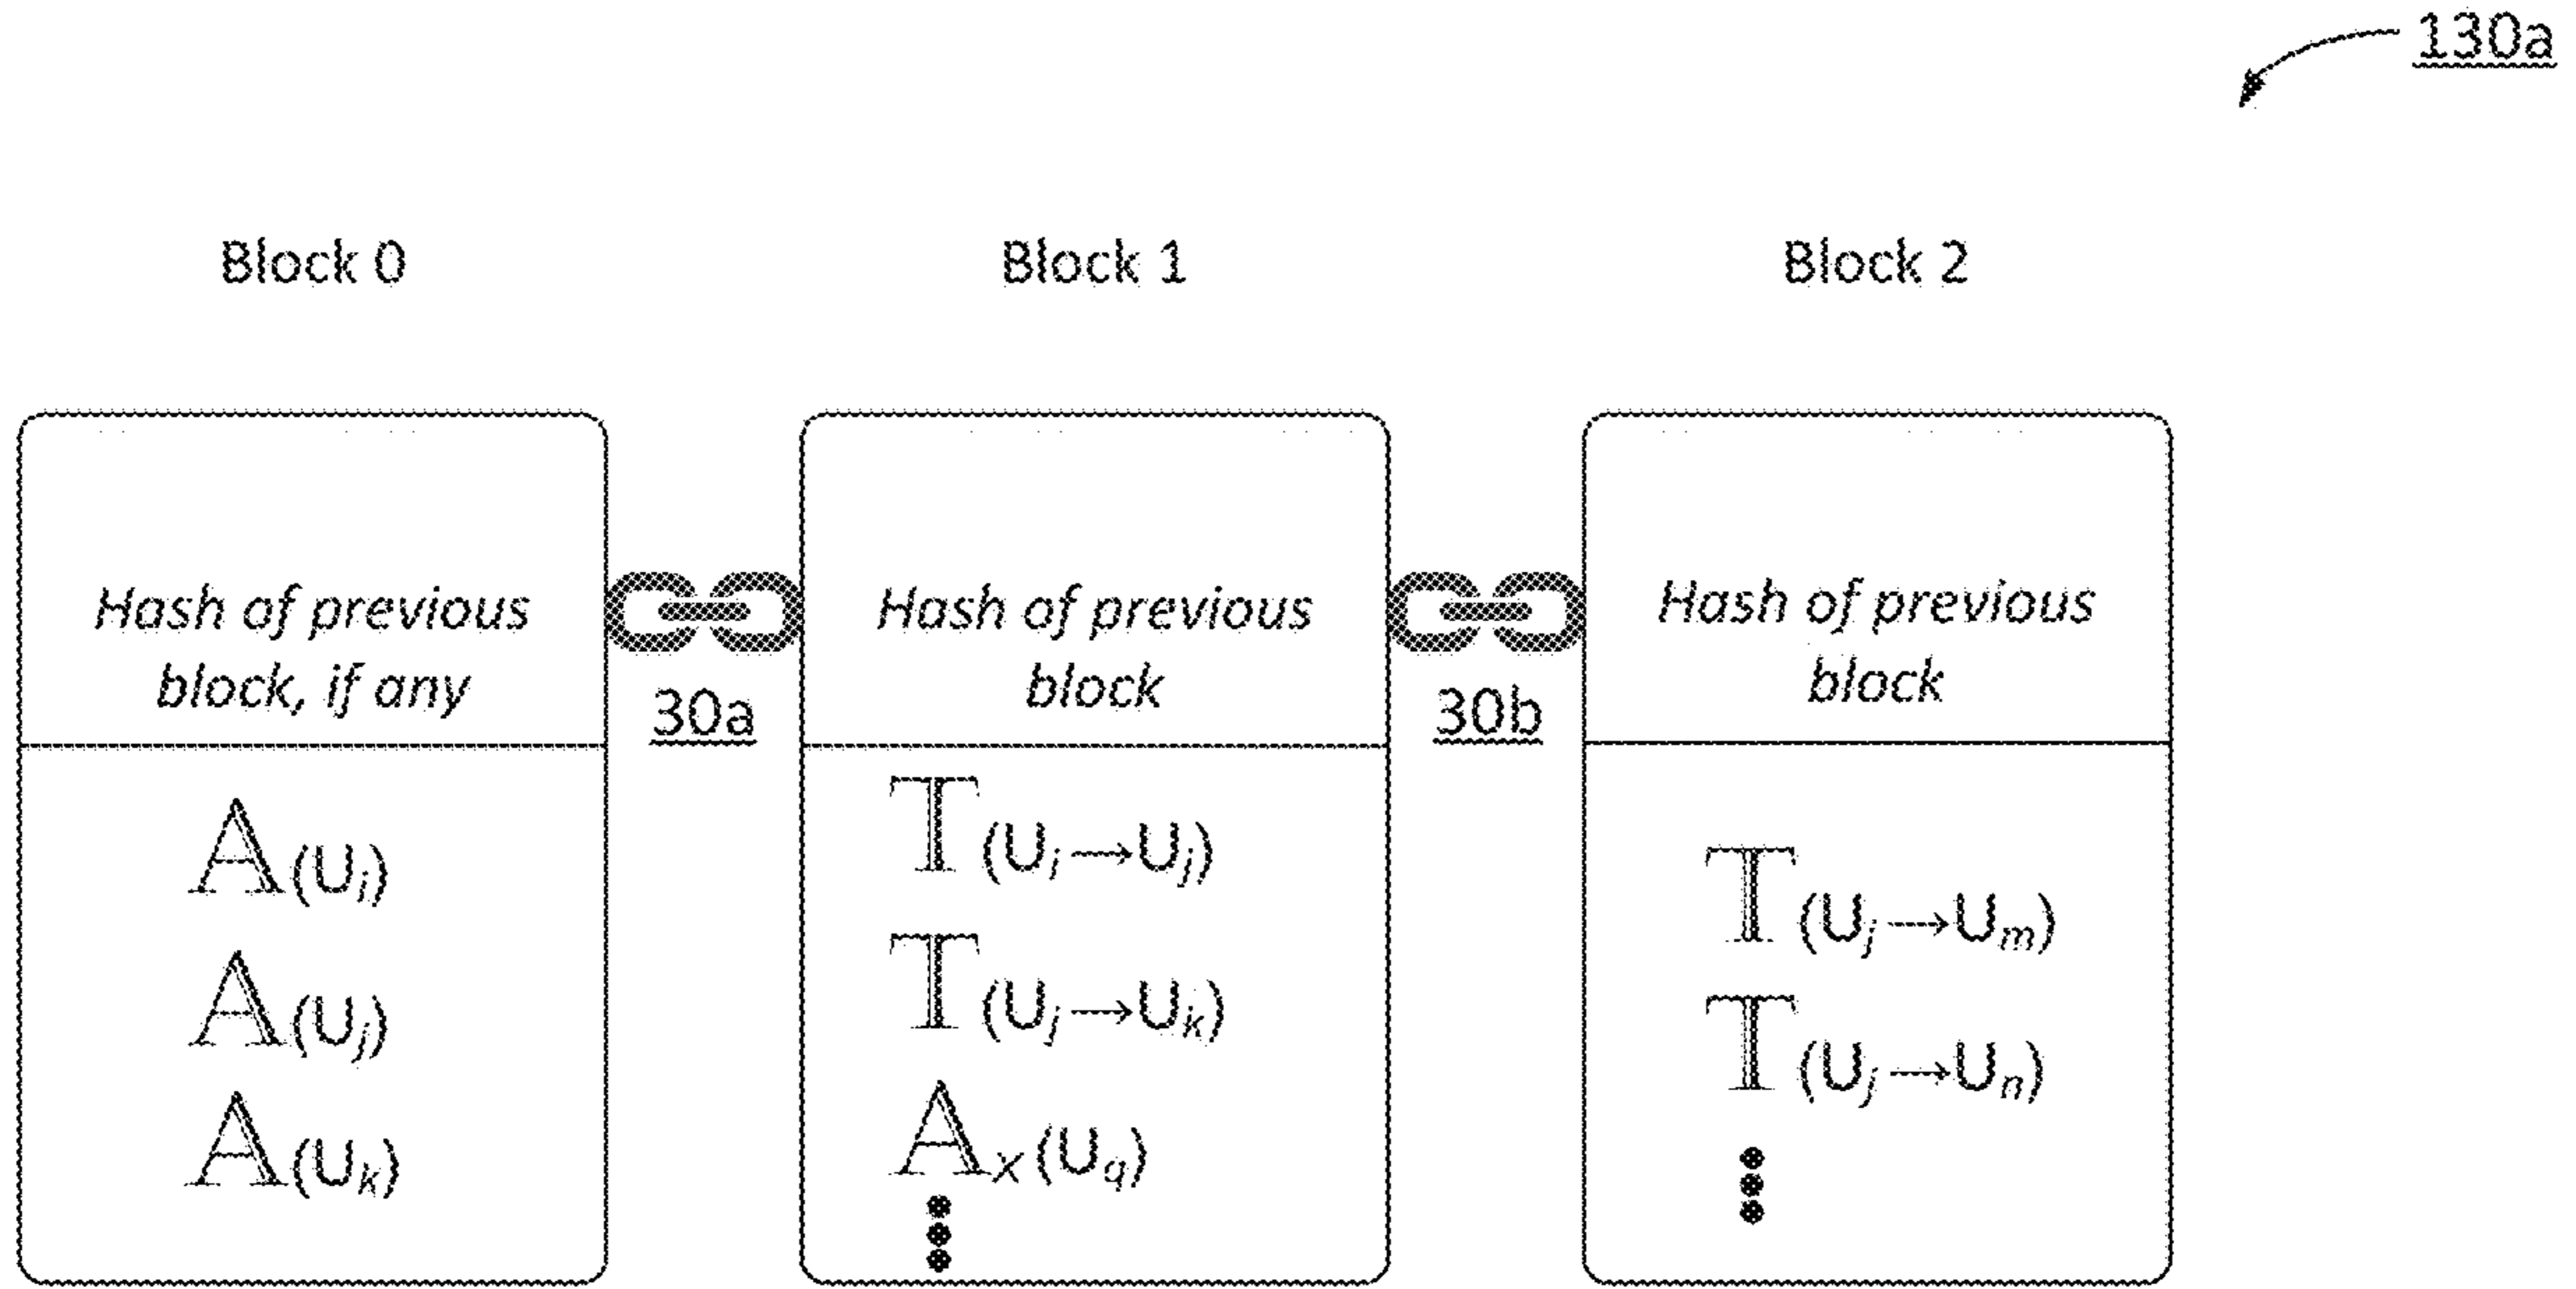 130a
Block 0
Block 1
Block 2
Hash of previous
block, if any
30a
Hash of previous
block
30b
Hash of previous
block
𝔸(Uᵢ)
𝔸(Uⱼ)
𝔸(Uₖ)
𝕋(Uᵢ→Uⱼ)
𝕋(Uⱼ→Uₖ)
𝔸ₓ(U_q)
𝕋(Uⱼ→Uₘ)
𝕋(Uⱼ→Uₙ)